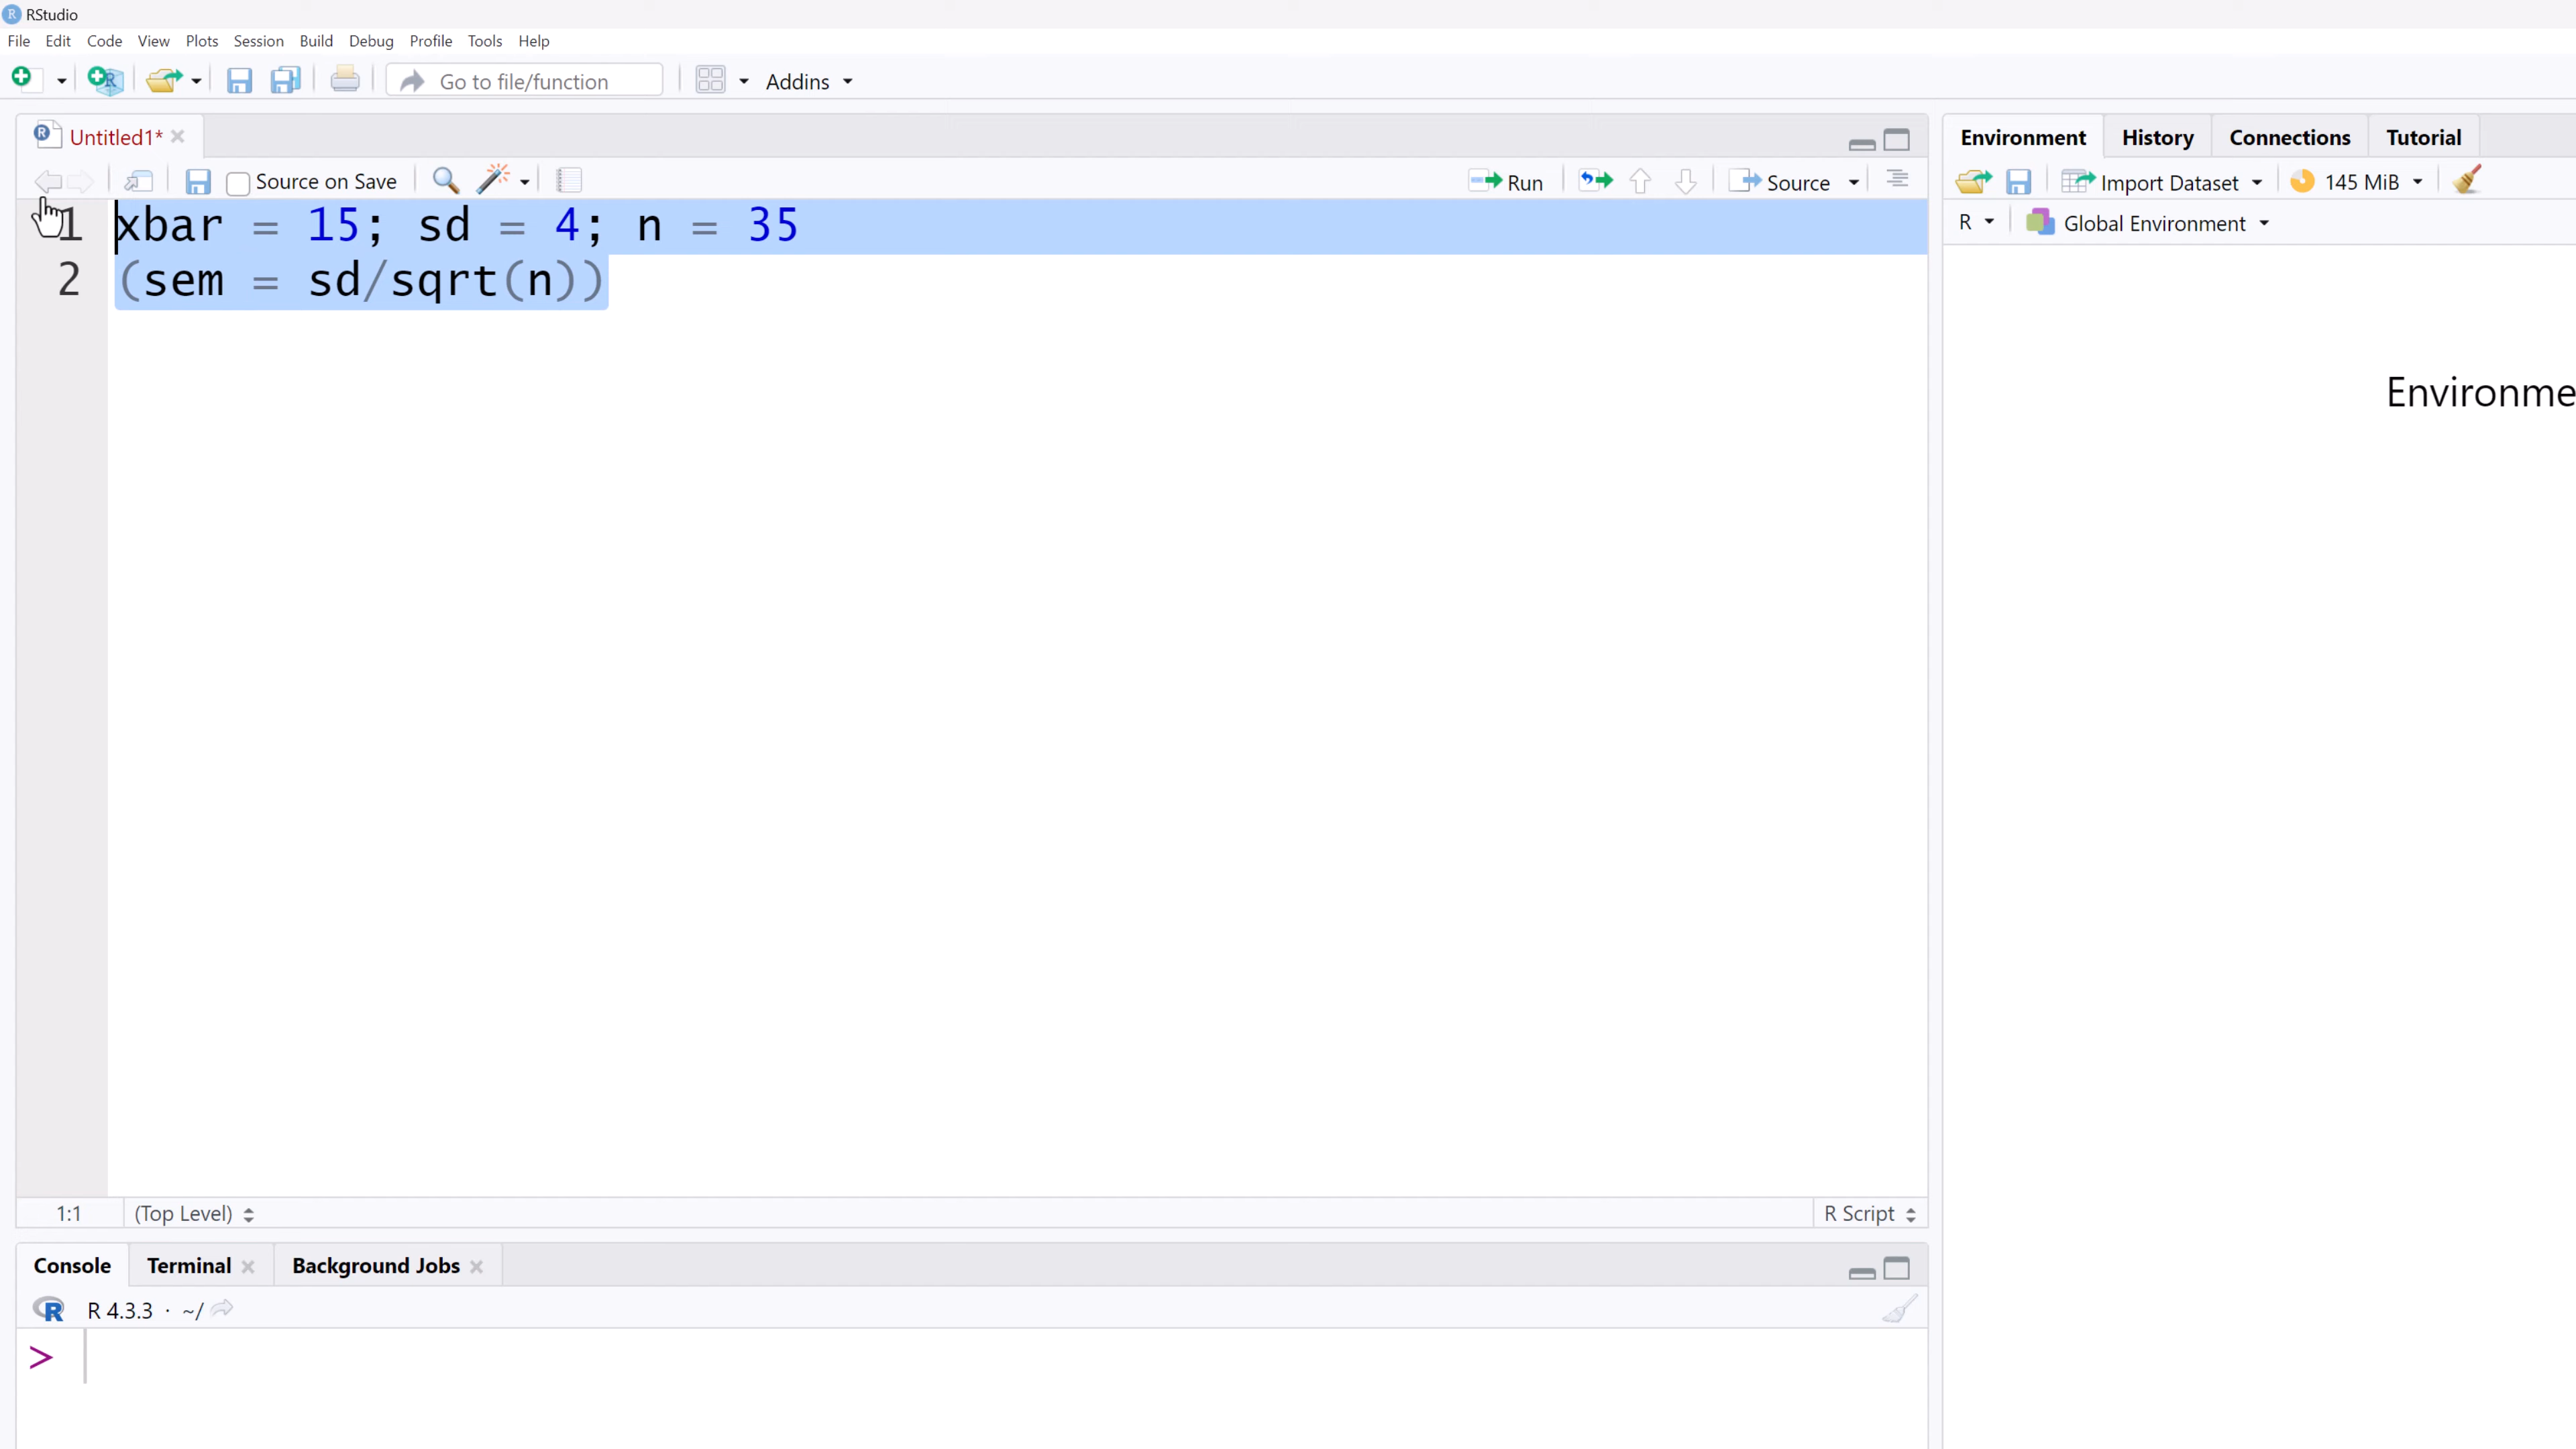 RStudio
File Edit Code View Plots Session Build Debug Profile Tools Help
Go to file/function Addins
Untitled1*
Source on Save Run Source
1 xbar = 15; sd = 4; n = 35
2 (sem = sd/sqrt(n))
1:1 (Top Level) R Script
Console Terminal Background Jobs
R 4.3.3 · ~/
>
Environment History Connections Tutorial
Import Dataset 145 MiB
R Global Environment
Environme